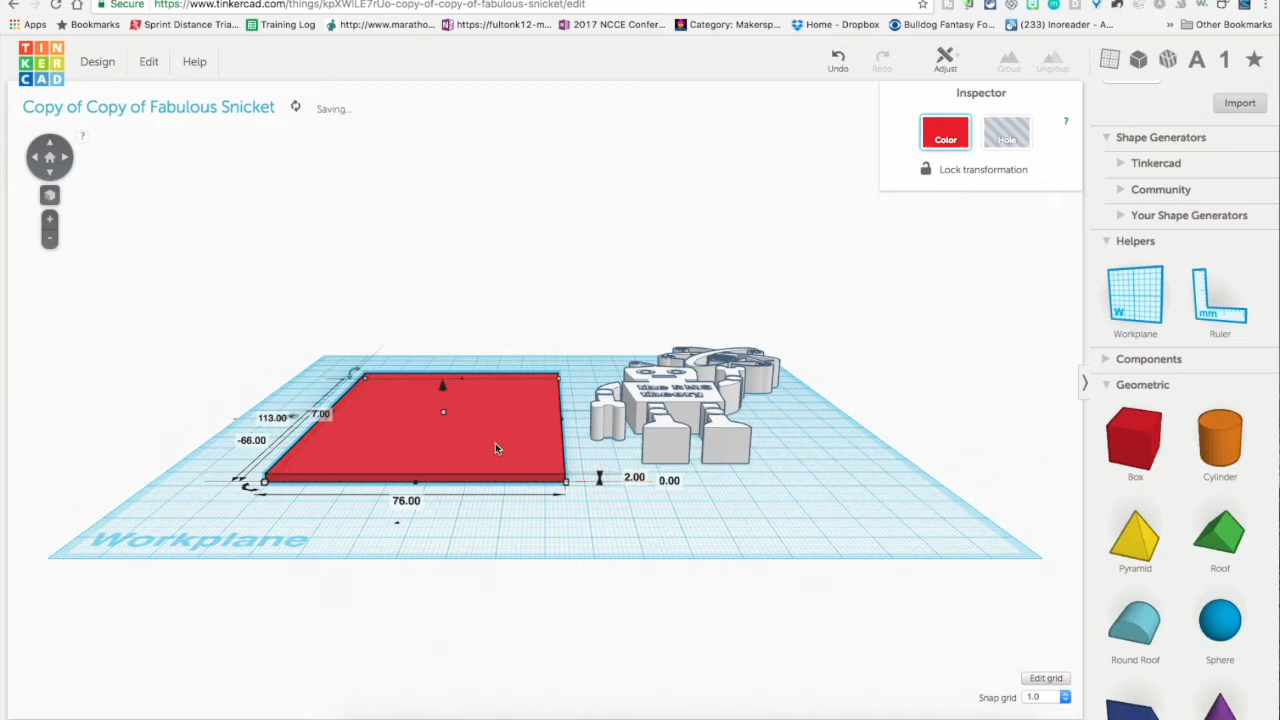 Secure https://www.tinkercad.com/things/kpXWlLE7rUo-copy-of-copy-of-fabulous-snicket/edit
Apps Bookmarks Sprint Distance Tria... Training Log http://www.maratho... https://fultonk12-m... 2017 NCCE Confer... Category: Makersp... Home - Dropbox Bulldog Fantasy Fo... (233) Inoreader - A... » Other Bookmarks
TIN
KER
CAD
Design Edit Help
Undo Redo Adjust Group Ungroup
Copy of Copy of Fabulous Snicket Saving...
?
Inspector
Color Hole ?
Lock transformation
Import
Shape Generators
Tinkercad
Community
Your Shape Generators
Helpers
W mm
Workplane Ruler
Components
Geometric
Box Cylinder
Pyramid Roof
Round Roof Sphere
113.00 7.00
-66.00
76.00
2.00 0.00
the BMS
theory
Workplane
Edit grid
Snap grid 1.0